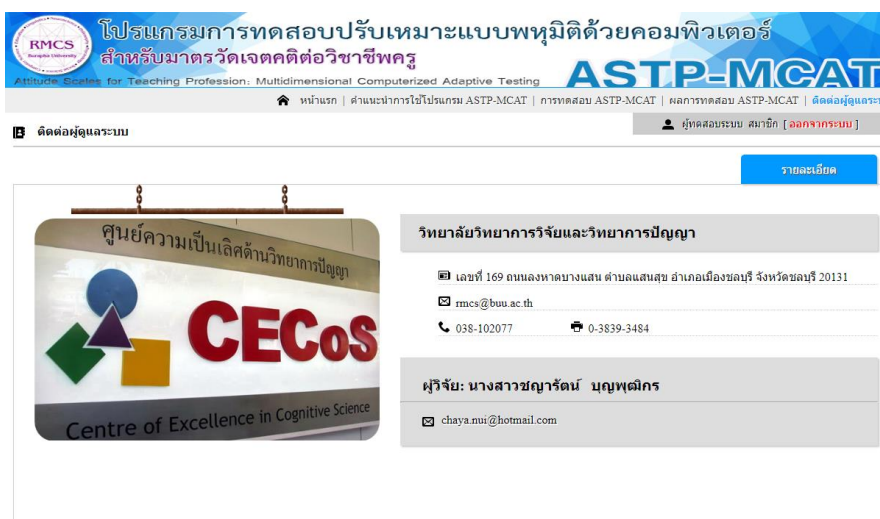 RMCS
Burapha University
โปรแกรมการทดสอบปรับเหมาะแบบพหุมิติด้วยคอมพิวเตอร์
สำหรับมาตรวัดเจตคติต่อวิชาชีพครู
Attitude Scales for Teaching Profession: Multidimensional Computerized Adaptive Testing
ASTP-MCAT
หน้าแรก | คำแนะนำการใช้โปรแกรม ASTP-MCAT | การทดสอบ ASTP-MCAT | ผลการทดสอบ ASTP-MCAT | ติดต่อผู้ดูแลระบ
ติดต่อผู้ดูแลระบบ
ผู้ทดสอบระบบ สมาชิก [ออกจากระบบ]
รายละเอียด
ศูนย์ความเป็นเลิศด้านวิทยาการปัญญา
CECoS
Centre of Excellence in Cognitive Science
วิทยาลัยวิทยาการวิจัยและวิทยาการปัญญา
เลขที่ 169 ถนนลงหาดบางแสน ตำบลแสนสุข อำเภอเมืองชลบุรี จังหวัดชลบุรี 20131
rmcs@buu.ac.th
038-102077 0-3839-3484
ผู้วิจัย: นางสาวชญารัตน์ บุญพุฒิกร
chaya.nui@hotmail.com